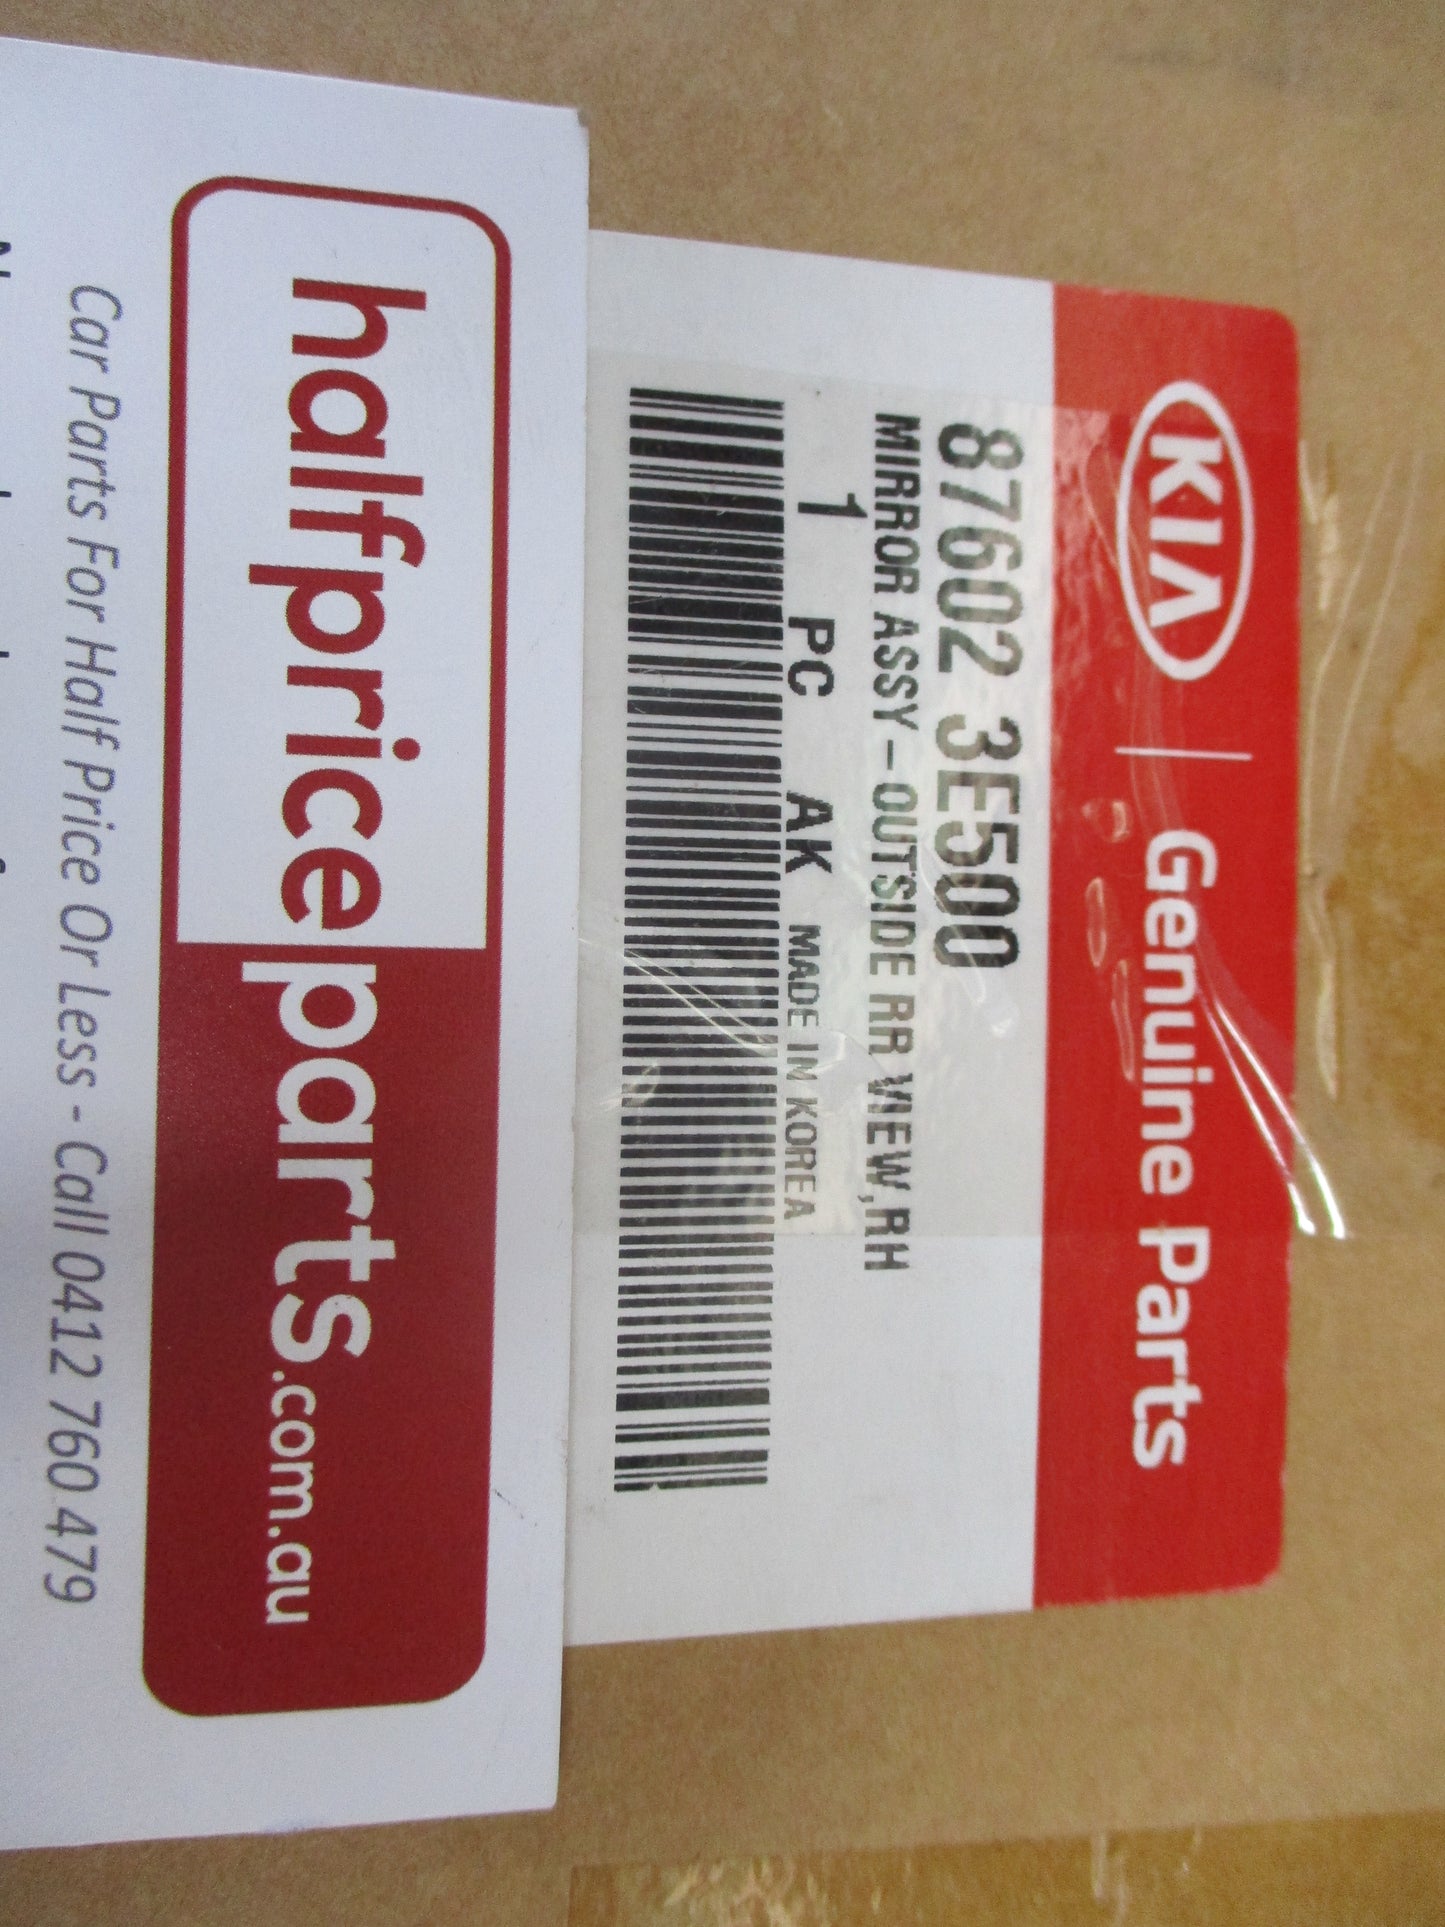 KIA | Genuine Parts
87602 3E500
MIRROR ASSY-OUTSIDE RR VIEW,RH
1 PC AK MADE IN KOREA
halfpriceparts.com.au
Car Parts For Half Price Or Less - Call 0412 760 479